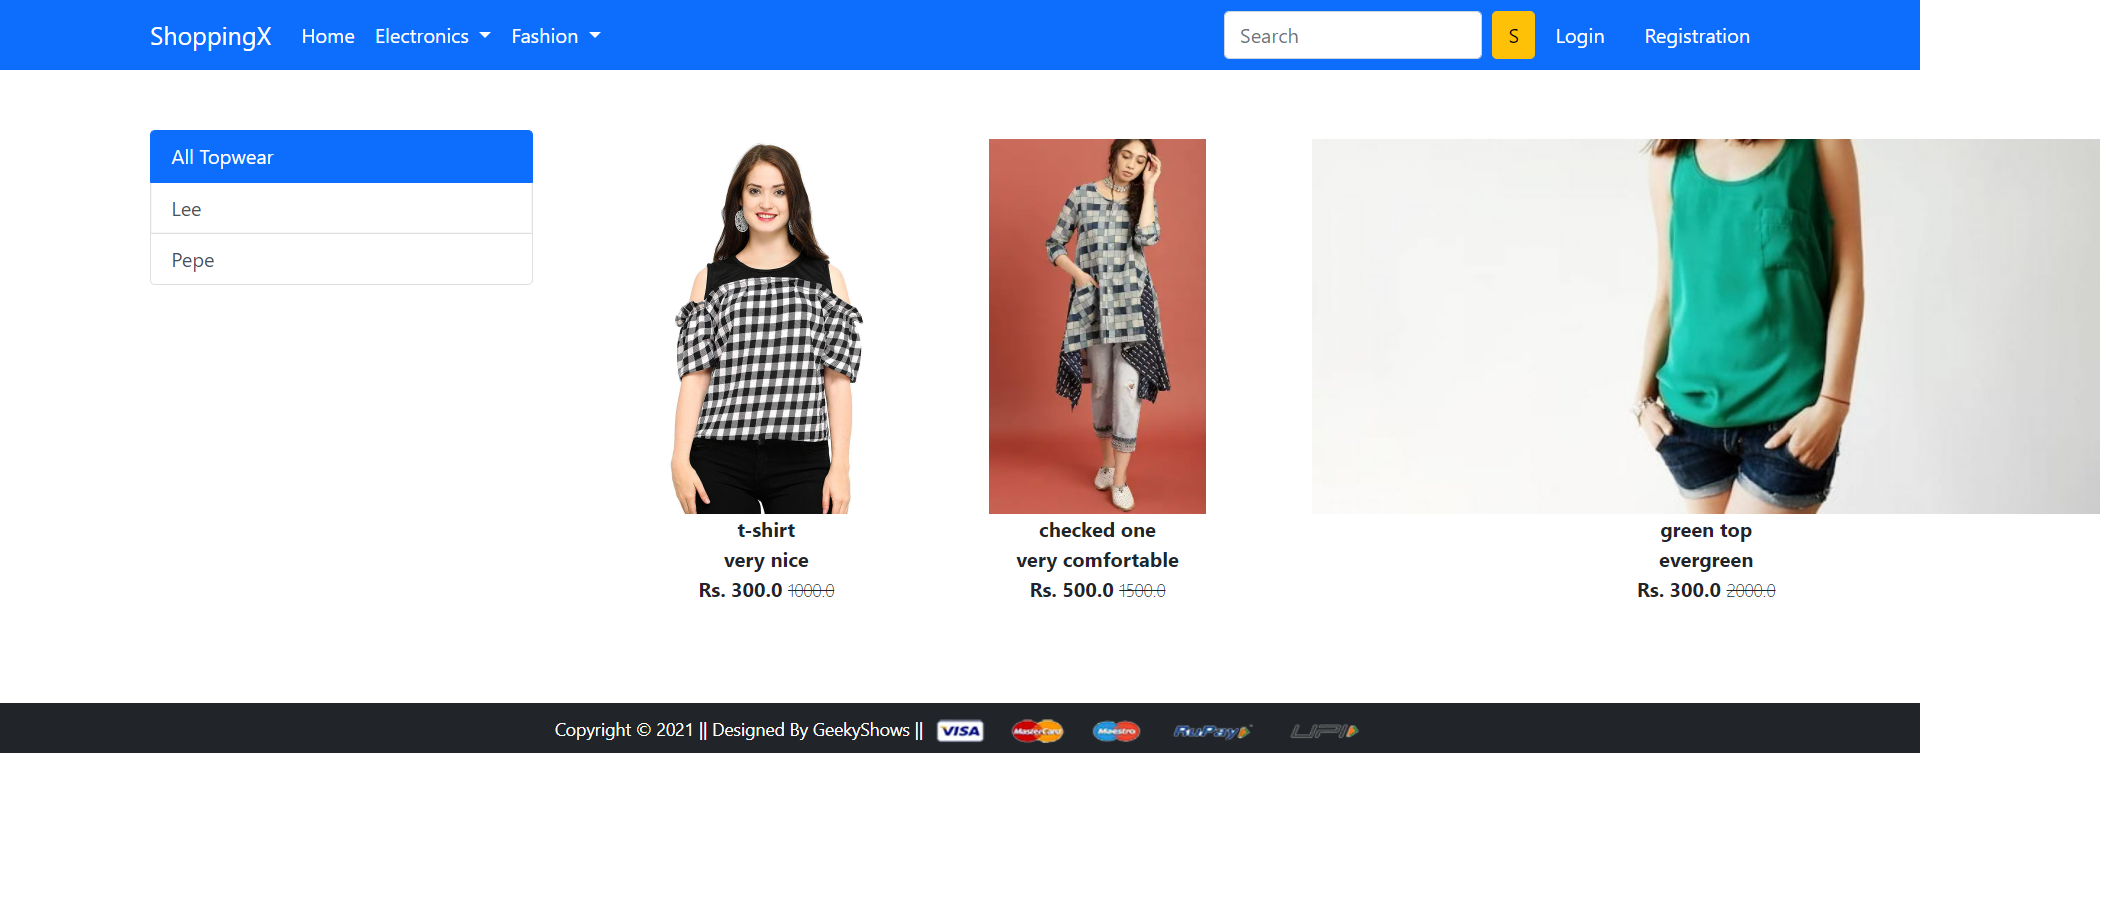 ShoppingX Home Electronics Fashion Search S Login Registration
All Topwear
Lee
Pepe
t-shirt
very nice
Rs. 300.0 1000.0
checked one
very comfortable
Rs. 500.0 1500.0
green top
evergreen
Rs. 300.0 2000.0
Copyright © 2021 || Designed By GeekyShows || VISA MasterCard Maestro RuPay UPI